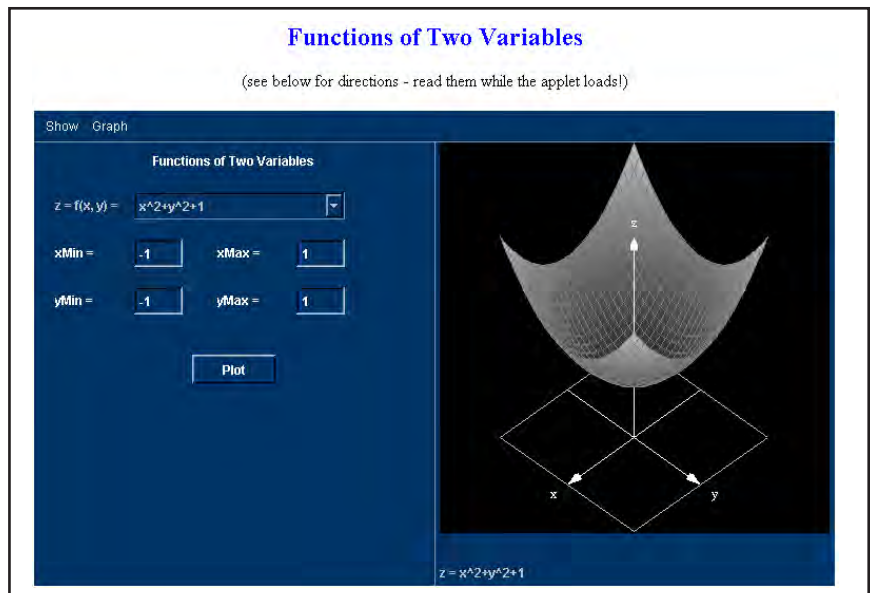 Functions of Two Variables
(see below for directions - read them while the applet loads!)
Show Graph
Functions of Two Variables
z = f(x, y) = x^2+y^2+1
xMin = -1 xMax = 1
yMin = -1 yMax = 1
Plot
z
x
y
z = x^2+y^2+1